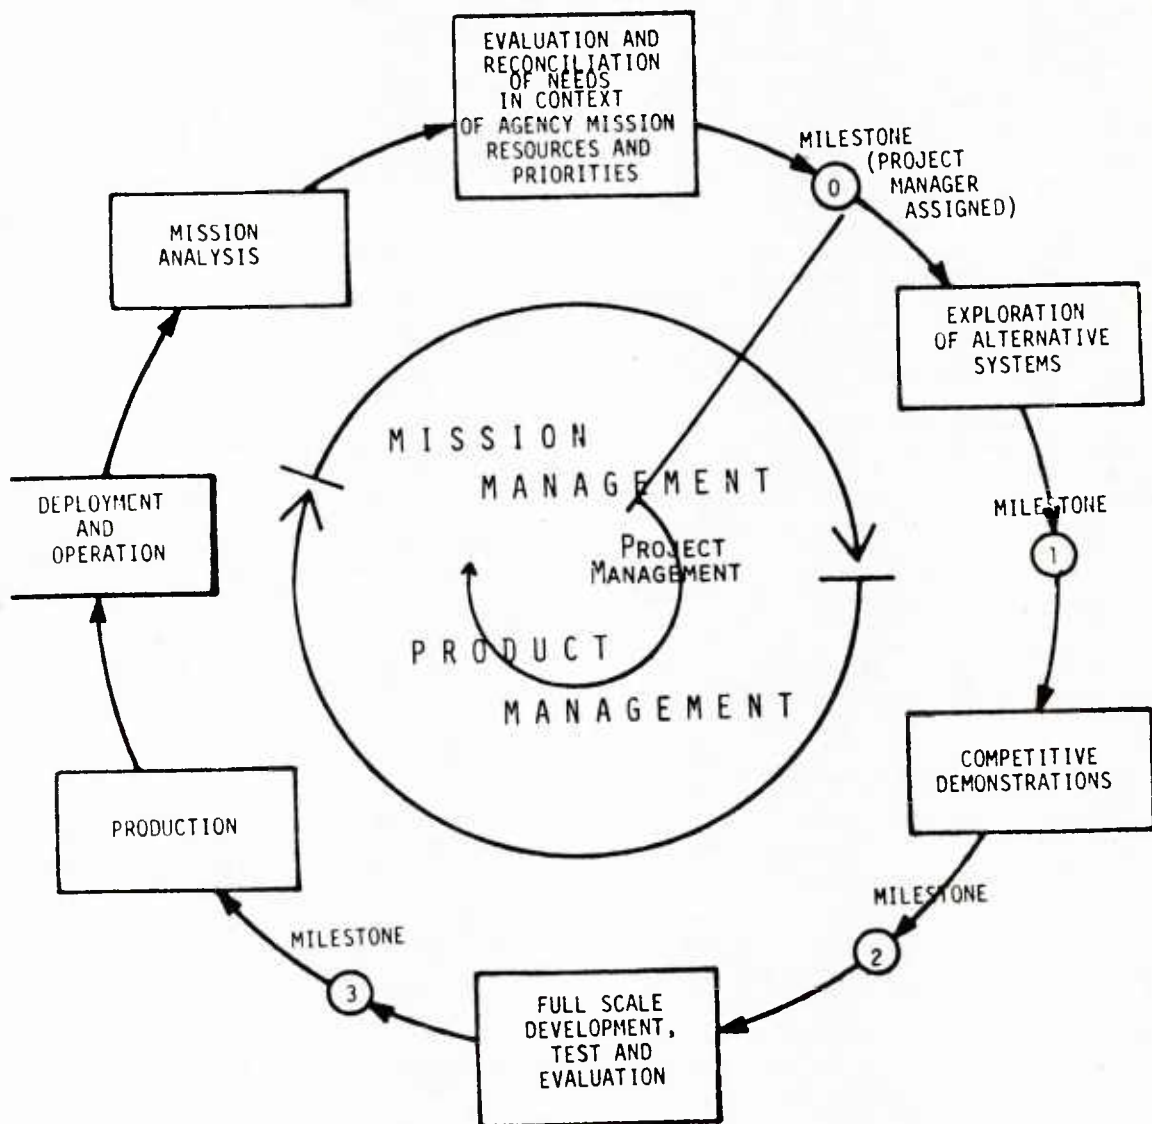 EVALUATION AND
RECONCILIATION
OF NEEDS
IN CONTEXT
OF AGENCY MISSION
RESOURCES AND
PRIORITIES
MILESTONE
(PROJECT
MANAGER
ASSIGNED)
0
EXPLORATION
OF ALTERNATIVE
SYSTEMS
MILESTONE
1
COMPETITIVE
DEMONSTRATIONS
MILESTONE
2
FULL SCALE
DEVELOPMENT,
TEST AND
EVALUATION
MILESTONE
3
PRODUCTION
DEPLOYMENT
AND
OPERATION
MISSION
ANALYSIS
MISSION
MANAGEMENT
PROJECT
MANAGEMENT
PRODUCT
MANAGEMENT